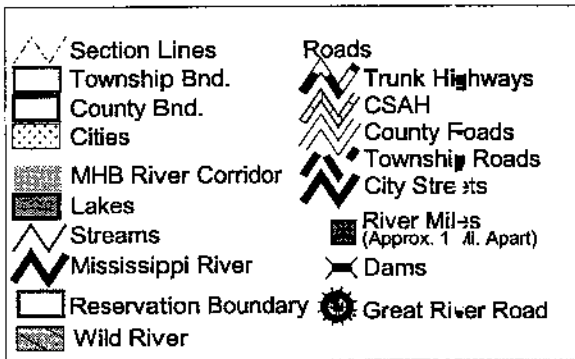 Section Lines
Township Bnd.
County Bnd.
Cities
MHB River Corridor
Lakes
Streams
Mississippi River
Reservation Boundary
Wild River
Roads
Trunk Highways
CSAH
County Roads
Township Roads
City Streets
River Miles
(Approx. 1 Mi. Apart)
Dams
Great River Road